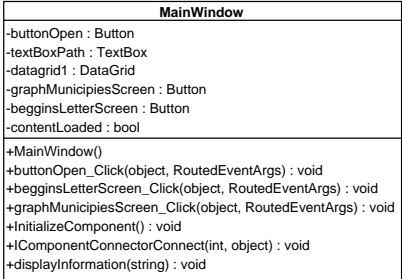 MainWindow
-buttonOpen : Button
-textBoxPath : TextBox
-datagrid1 : DataGrid
-graphMunicipiesScreen : Button
-begginsLetterScreen : Button
-contentLoaded : bool
+MainWindow()
+buttonOpen_Click(object, RoutedEventArgs) : void
+begginsLetterScreen_Click(object, RoutedEventArgs) : void
+graphMunicipiesScreen_Click(object, RoutedEventArgs) : void
+InitializeComponent() : void
+IComponentConnectorConnect(int, object) : void
+displayInformation(string) : void